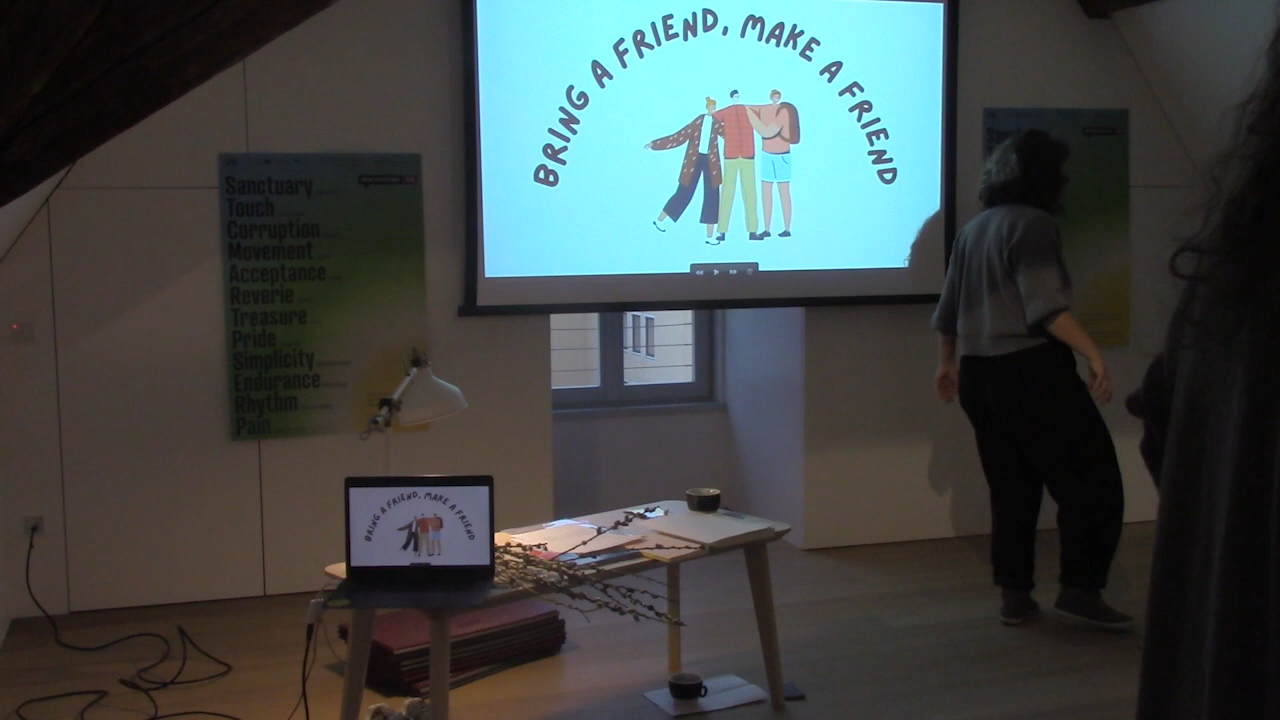 BRING A FRIEND, MAKE A FRIEND
Sanctuary
Touch
Corruption
Movement
Acceptance
Reverie
Treasure
Pride
Simplicity
Endurance
Rhythm
Pain
BRING A FRIEND, MAKE A FRIEND